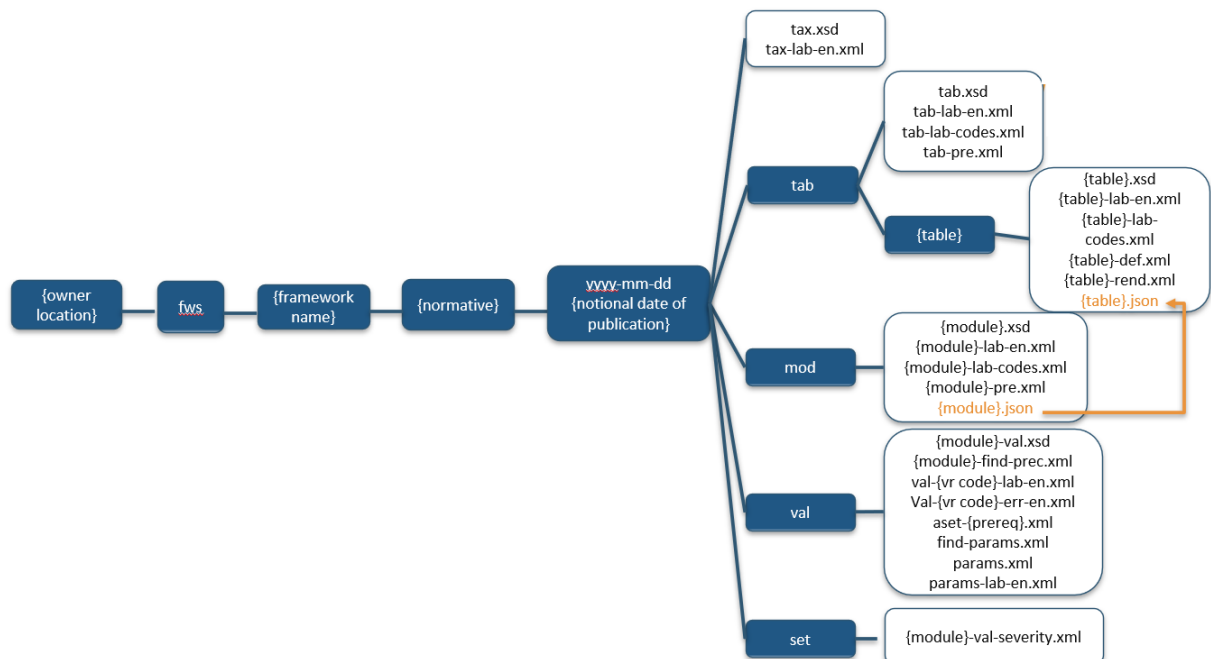 tax.xsd
tax-lab-en.xml
tab.xsd
tab-lab-en.xml
tab-lab-codes.xml
tab-pre.xml
tab
{table}
{table}.xsd
{table}-lab-en.xml
{table}-lab-
codes.xml
{table}-def.xml
{table}-rend.xml
{table}.json
{owner
location}
fws
{framework
name}
{normative}
yyyy-mm-dd
{notional date of
publication}
mod
{module}.xsd
{module}-lab-en.xml
{module}-lab-codes.xml
{module}-pre.xml
{module}.json
val
{module}-val.xsd
{module}-find-prec.xml
val-{vr code}-lab-en.xml
Val-{vr code}-err-en.xml
aset-{prereq}.xml
find-params.xml
params.xml
params-lab-en.xml
set
{module}-val-severity.xml